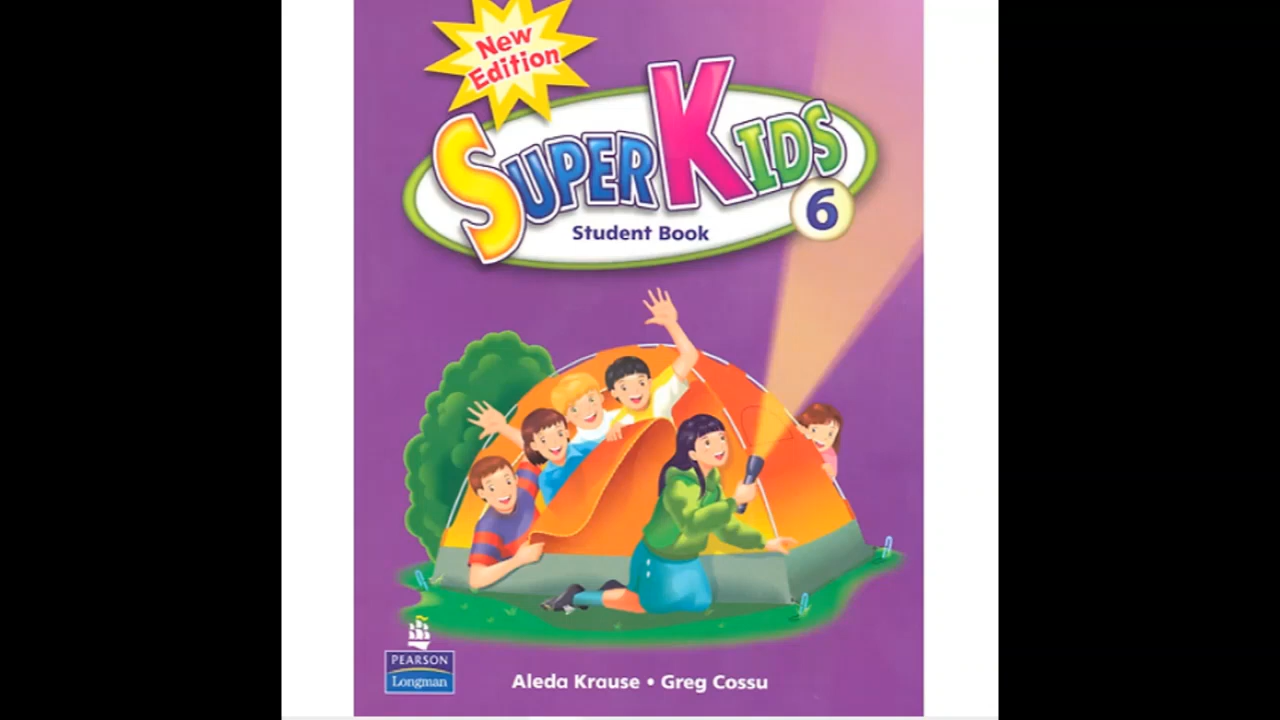 New
Edition
SUPERKIDS
6
Student Book
PEARSON
Longman
Aleda Krause • Greg Cossu